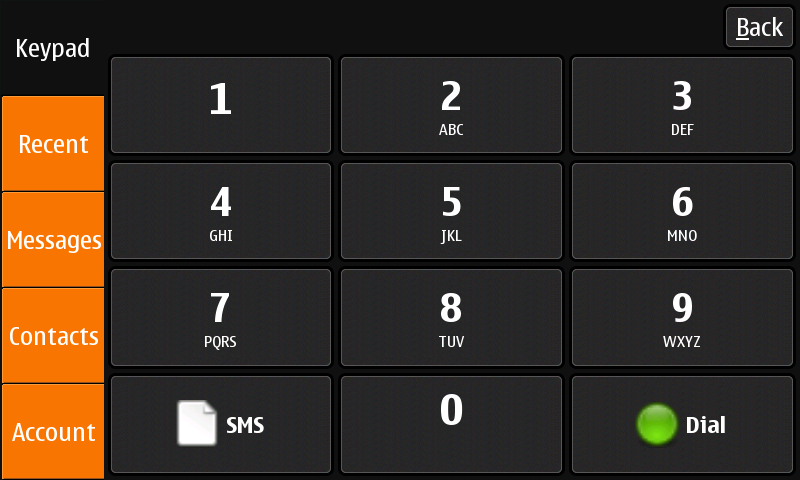 Keypad
Back
1
2
ABC
3
DEF
Recent
4
GHI
5
JKL
6
MNO
Messages
7
PQRS
8
TUV
9
WXYZ
Contacts
SMS
0
Dial
Account